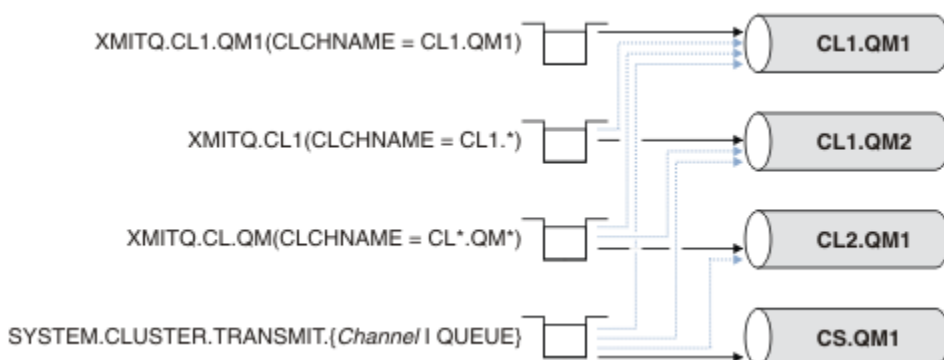 XMITQ.CL1.QM1(CLCHNAME = CL1.QM1) CL1.QM1
XMITQ.CL1(CLCHNAME = CL1.*) CL1.QM2
XMITQ.CL.QM(CLCHNAME = CL*.QM*) CL2.QM1
SYSTEM.CLUSTER.TRANSMIT.{Channel I QUEUE} CS.QM1